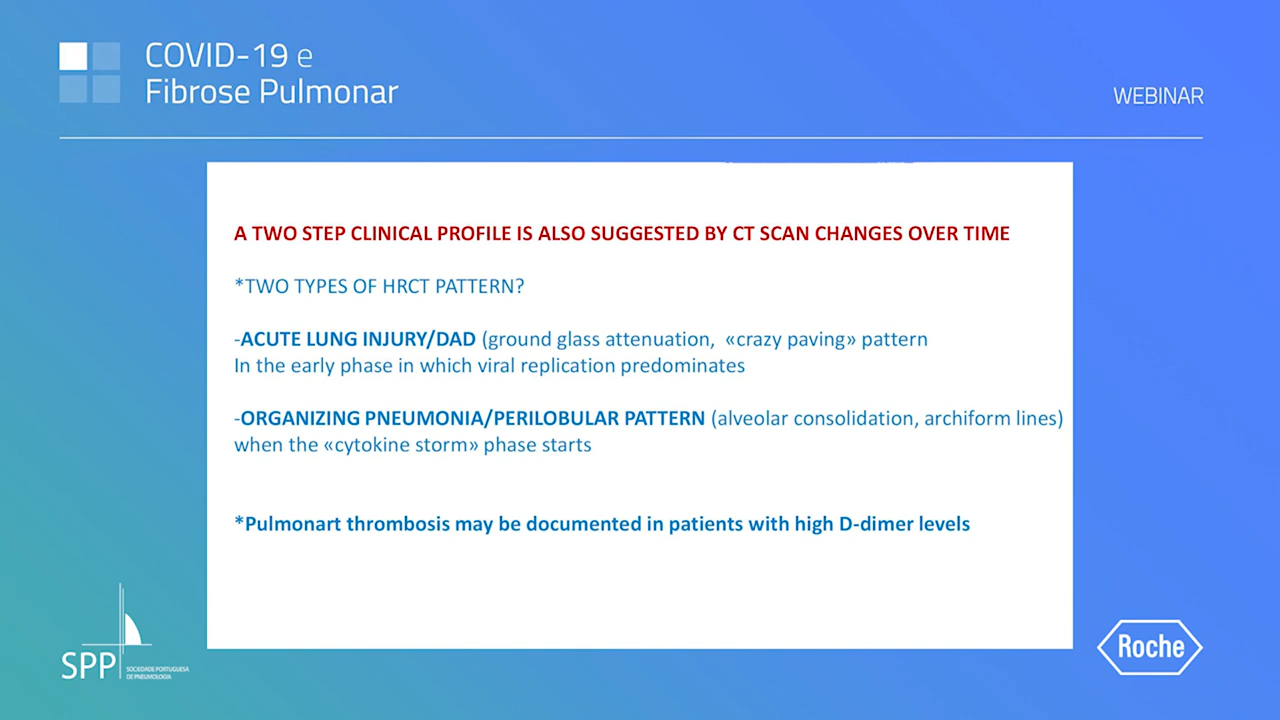 COVID-19 e
Fibrose Pulmonar
WEBINAR
A TWO STEP CLINICAL PROFILE IS ALSO SUGGESTED BY CT SCAN CHANGES OVER TIME
*TWO TYPES OF HRCT PATTERN?
-ACUTE LUNG INJURY/DAD (ground glass attenuation, «crazy paving» pattern
In the early phase in which viral replication predominates
-ORGANIZING PNEUMONIA/PERILOBULAR PATTERN (alveolar consolidation, archiform lines)
when the «cytokine storm» phase starts
*Pulmonart thrombosis may be documented in patients with high D-dimer levels
SPP
SOCIEDADE PORTUGUESA
DE PNEUMOLOGIA
Roche